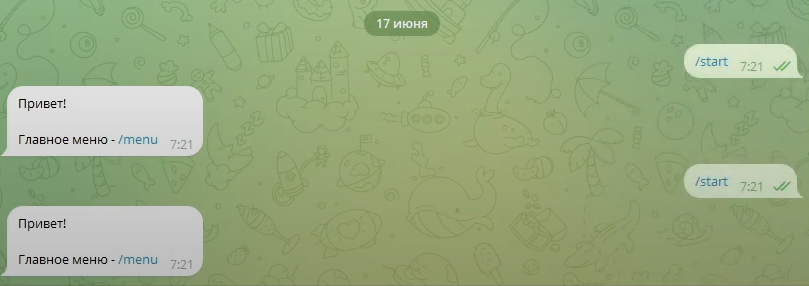 17 июня
/start 7:21
Привет!
Главное меню - /menu 7:21
/start 7:21
Привет!
Главное меню - /menu 7:21